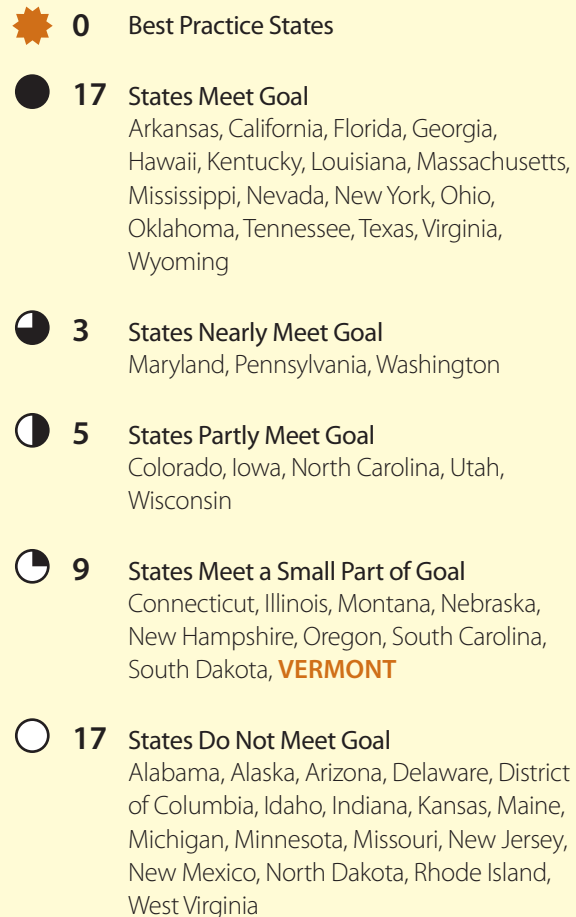 0 Best Practice States
17 States Meet Goal
Arkansas, California, Florida, Georgia,
Hawaii, Kentucky, Louisiana, Massachusetts,
Mississippi, Nevada, New York, Ohio,
Oklahoma, Tennessee, Texas, Virginia,
Wyoming
3 States Nearly Meet Goal
Maryland, Pennsylvania, Washington
5 States Partly Meet Goal
Colorado, Iowa, North Carolina, Utah,
Wisconsin
9 States Meet a Small Part of Goal
Connecticut, Illinois, Montana, Nebraska,
New Hampshire, Oregon, South Carolina,
South Dakota, VERMONT
17 States Do Not Meet Goal
Alabama, Alaska, Arizona, Delaware, District
of Columbia, Idaho, Indiana, Kansas, Maine,
Michigan, Minnesota, Missouri, New Jersey,
New Mexico, North Dakota, Rhode Island,
West Virginia